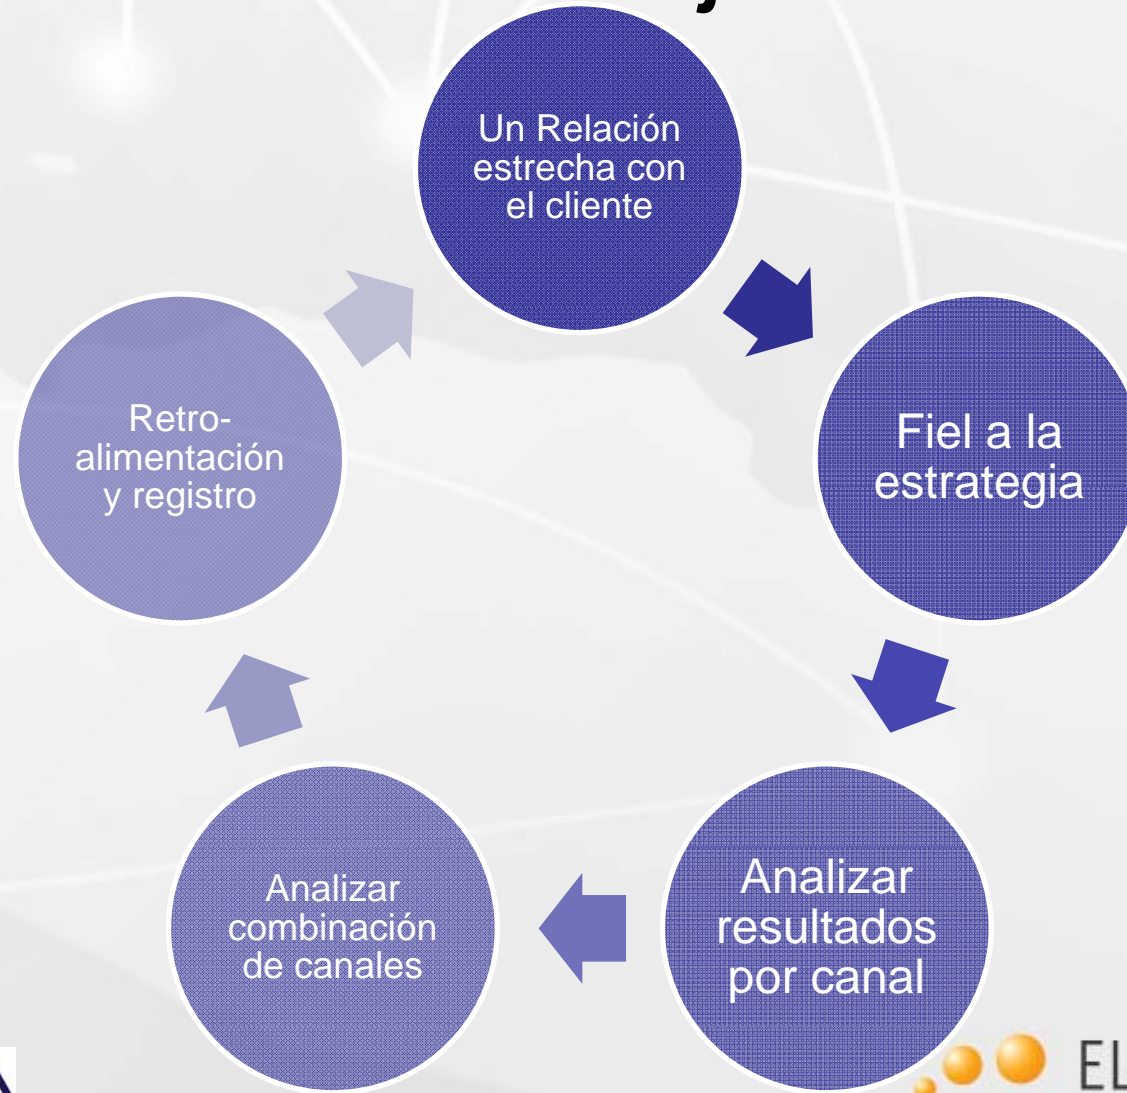 Un Relación
estrecha con
el cliente
Fiel a la
estrategia
Analizar
resultados
por canal
Analizar
combinación
de canales
Retro-
alimentación
y registro
EL